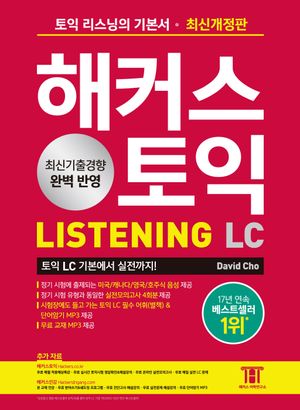 토익 리스닝의 기본서 • 최신개정판
해커스
토익
최신기출경향
완벽 반영
LISTENING LC
토익 LC 기본에서 실전까지!
David Cho
정기 시험에 출제되는 미국/캐나다/영국/호주식 음성 제공
정기 시험 유형과 동일한 실전모의고사 4회분 제공
시험장에도 들고 가는 토익 LC 필수 어휘(별책) &
단어암기 MP3 제공
무료 교재 MP3 제공
17년 연속
베스트셀러
1위*
추가 자료
해커스토익 Hackers.co.kr
해커스인강 HackersIngang.com
해커스 어학연구소